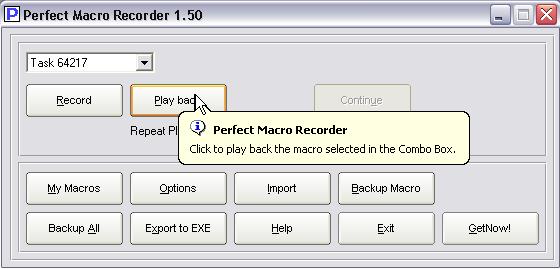 Perfect Macro Recorder 1.50
Task 64217
Record Play bac Continue
Repeat Pl
Perfect Macro Recorder
Click to play back the macro selected in the Combo Box.
My Macros Options Import Backup Macro
Backup All Export to EXE Help Exit GetNow!